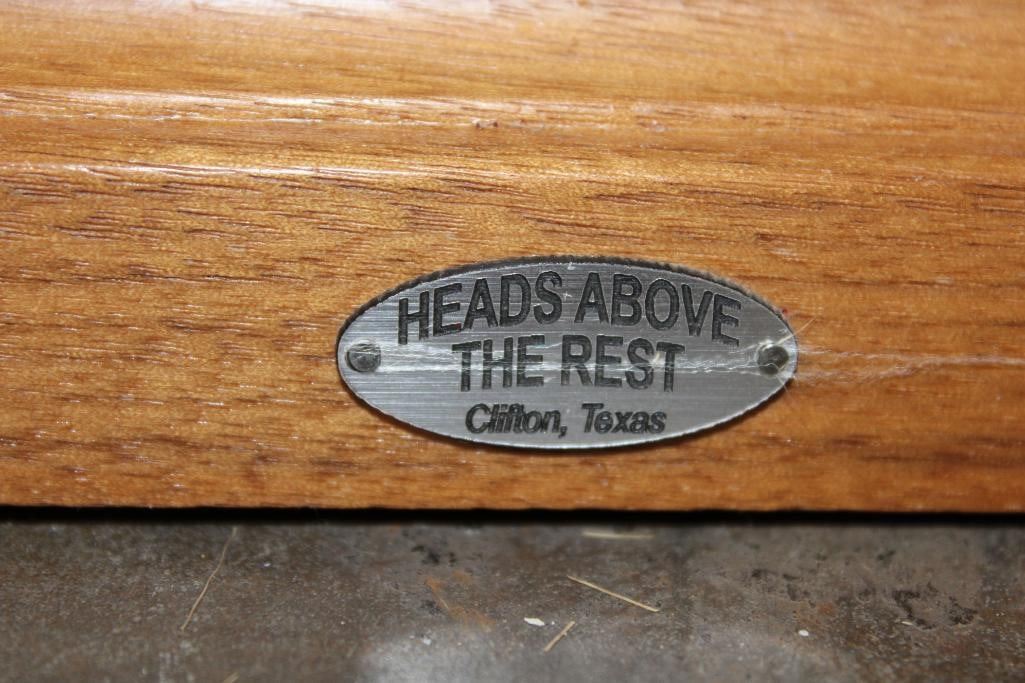 HEADS ABOVE
THE REST
Clifton, Texas